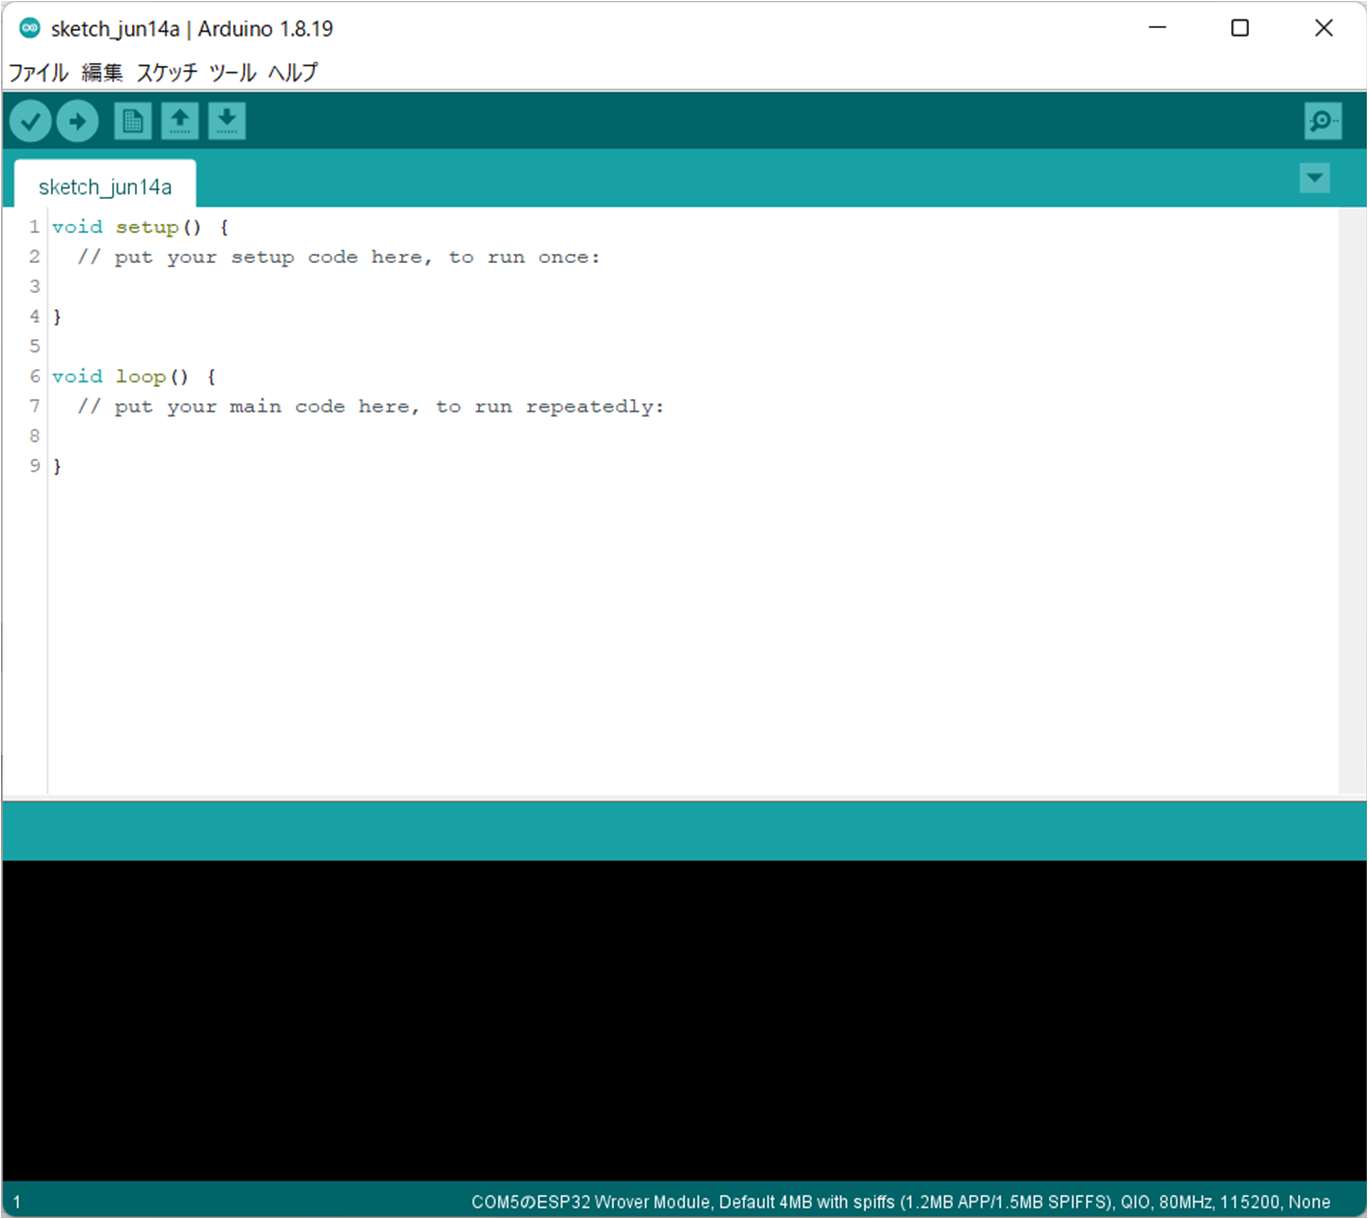 sketch_jun14a | Arduino 1.8.19
ファイル 編集 スケッチ ツール ヘルプ
sketch_jun14a
1 void setup() {
2   // put your setup code here, to run once:
3
4 }
5
6 void loop() {
7   // put your main code here, to run repeatedly:
8
9 }
1 COM5のESP32 Wrover Module, Default 4MB with spiffs (1.2MB APP/1.5MB SPIFFS), QIO, 80MHz, 115200, None